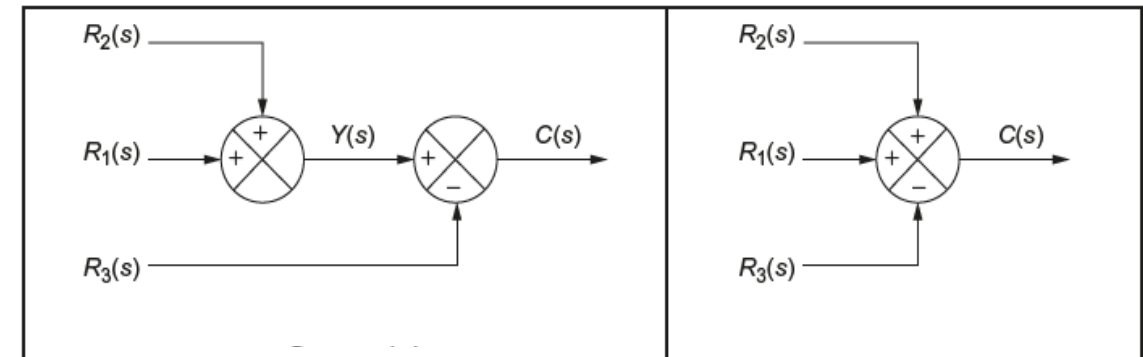 R2(s)
R2(s)
+
Y(s)
C(s)
+
C(s)
R1(s)
+
+
R1(s)
+
−
−
R3(s)
R3(s)